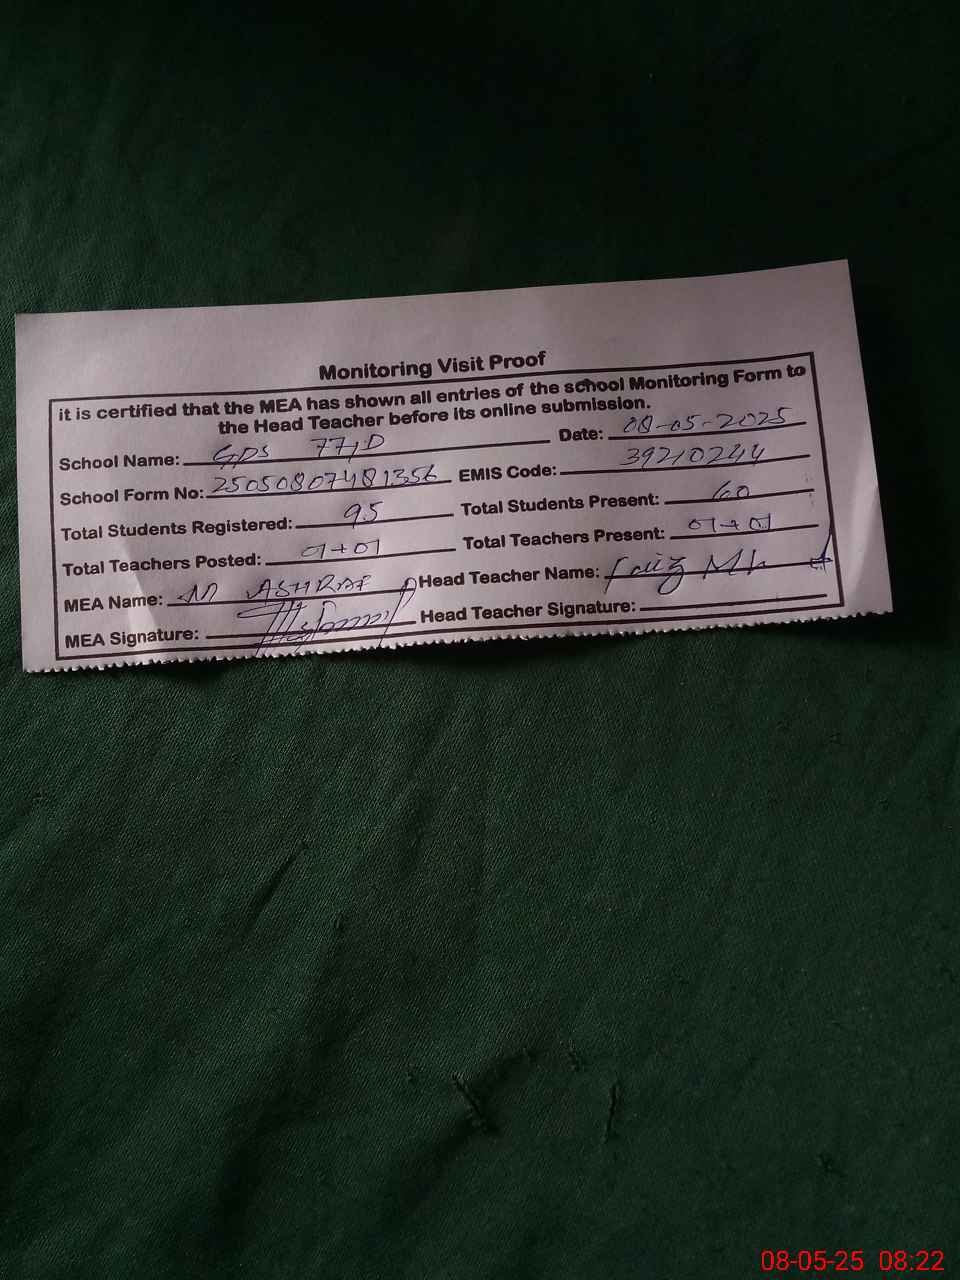 Monitoring Visit Proof
it is certified that the MEA has shown all entries of the school Monitoring Form to
the Head Teacher before its online submission.
School Name: GPS 77/D Date: 08-05-2025
School Form No: 25050807481356 EMIS Code: 39210244
Total Students Registered: 95 Total Students Present: 60
Total Teachers Posted: 01+01 Total Teachers Present: 01+01
MEA Name: M ASHRAF Head Teacher Name: Faiz
MEA Signature: Head Teacher Signature:
08-05-25 08:22